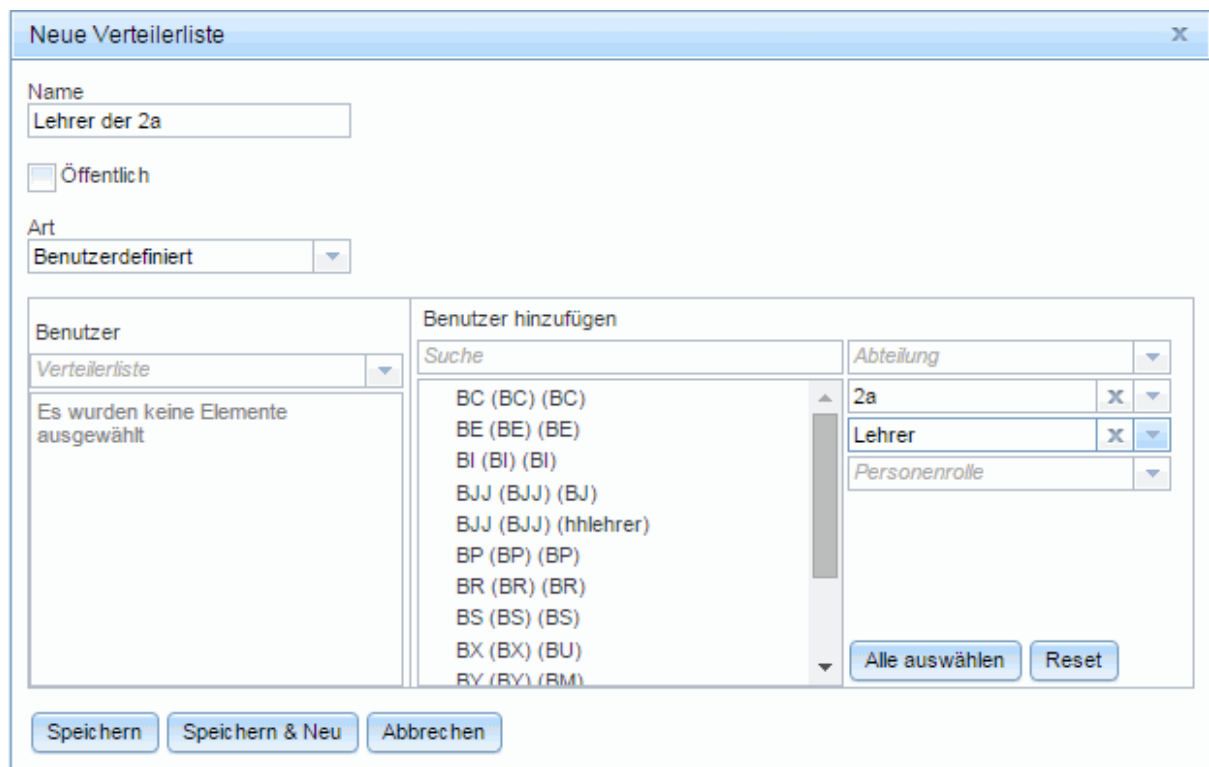 Neue Verteilerliste
x
Name
Lehrer der 2a
Öffentlich
Art
Benutzerdefiniert
Benutzer
Verteilerliste
Es wurden keine Elemente
ausgewählt
Benutzer hinzufügen
Suche
BC (BC) (BC)
BE (BE) (BE)
BI (BI) (BI)
BJJ (BJJ) (BJ)
BJJ (BJJ) (hhlehrer)
BP (BP) (BP)
BR (BR) (BR)
BS (BS) (BS)
BX (BX) (BU)
BY (BY) (BM)
Abteilung
2a x
Lehrer x
Personenrolle
Alle auswählen Reset
Speichern Speichern & Neu Abbrechen